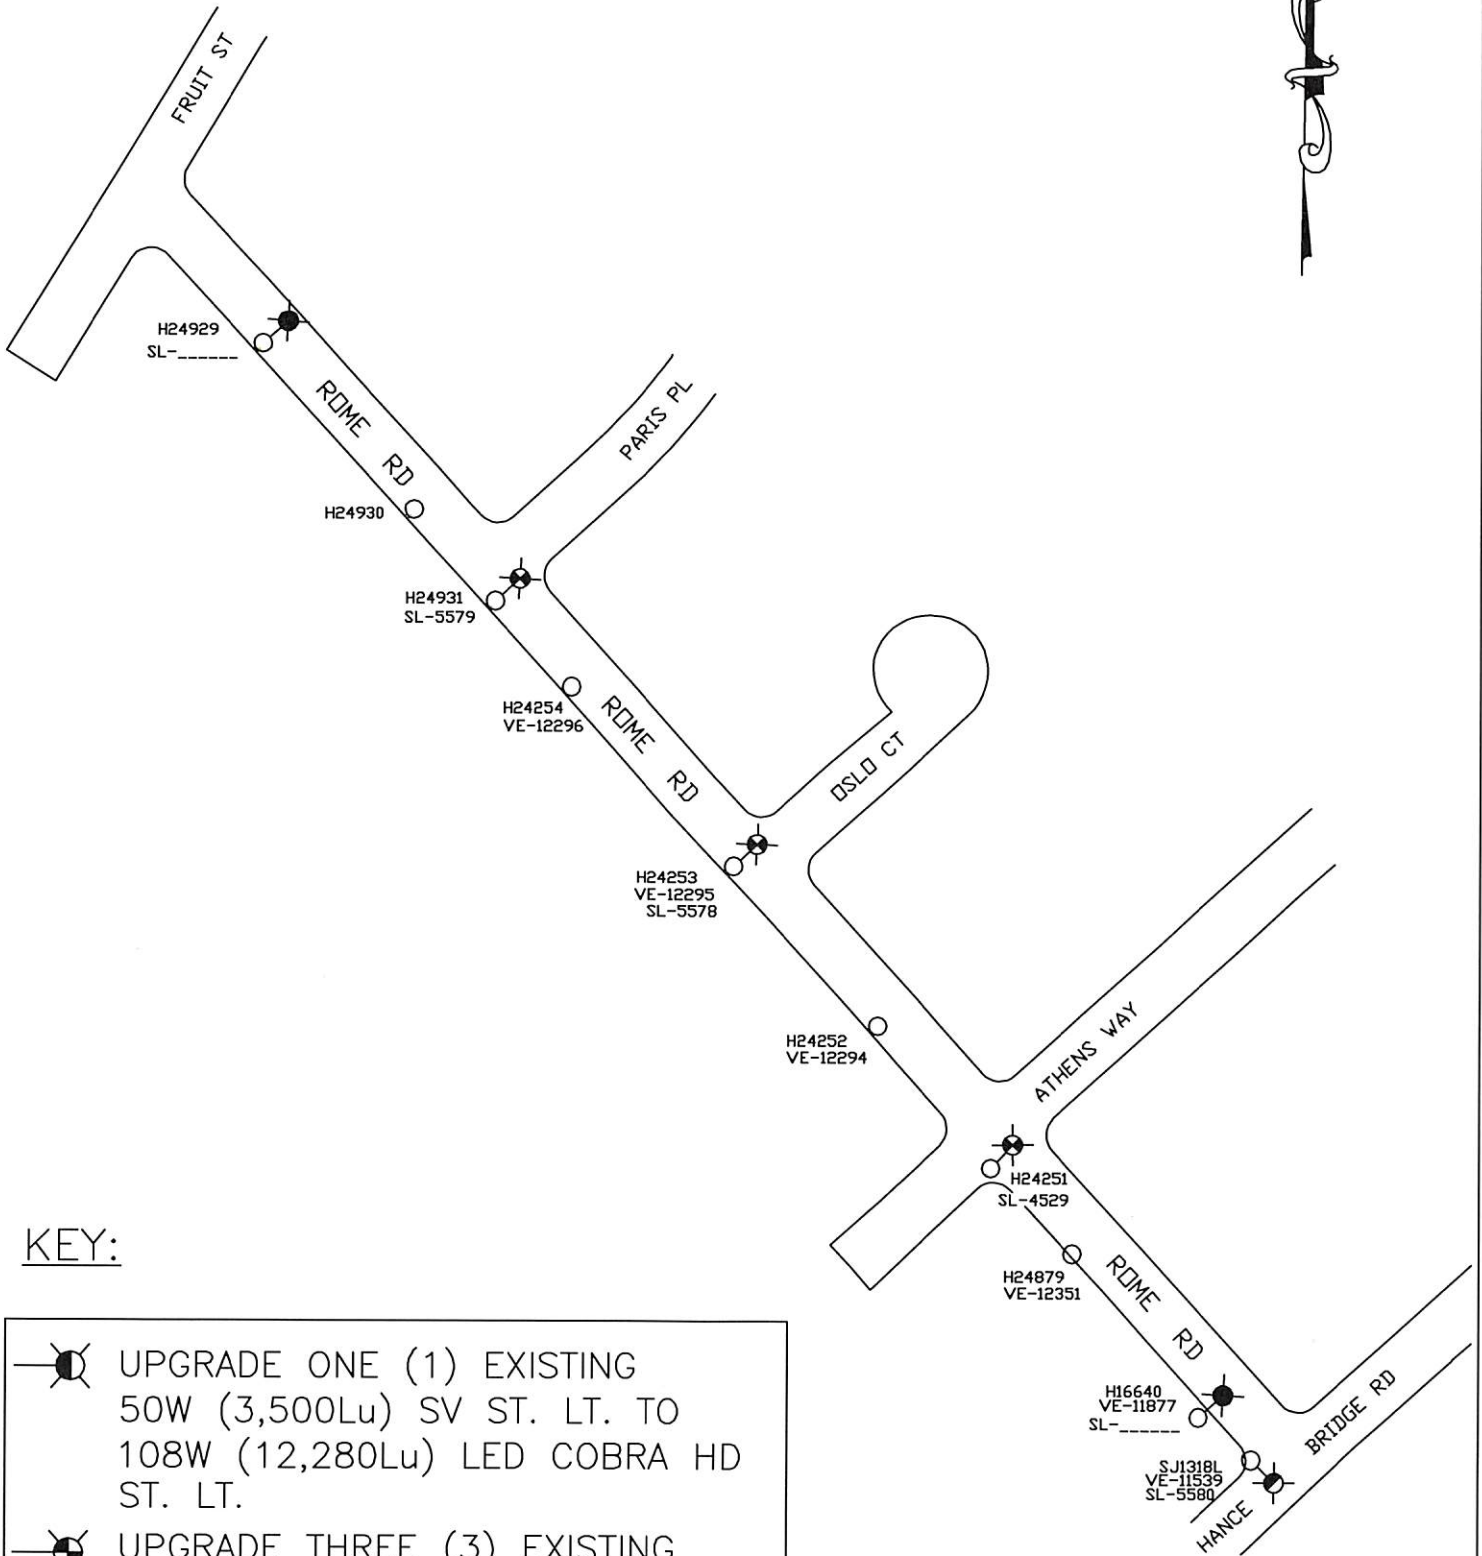 FRUIT ST
H24929
SL-______
ROME RD
PARIS PL
H24930
H24931
SL-5579
H24254
VE-12296
ROME RD
OSLO CT
H24253
VE-12295
SL-5578
H24252
VE-12294
ATHENS WAY
H24251
SL-4529
H24879
VE-12351
ROME RD
H16640
VE-11877
SL-______
SJ1318L
VE-11539
SL-5580
HANCE BRIDGE RD
KEY:
UPGRADE ONE (1) EXISTING
50W (3,500Lu) SV ST. LT. TO
108W (12,280Lu) LED COBRA HD
ST. LT.
UPGRADE THREE (3) EXISTING